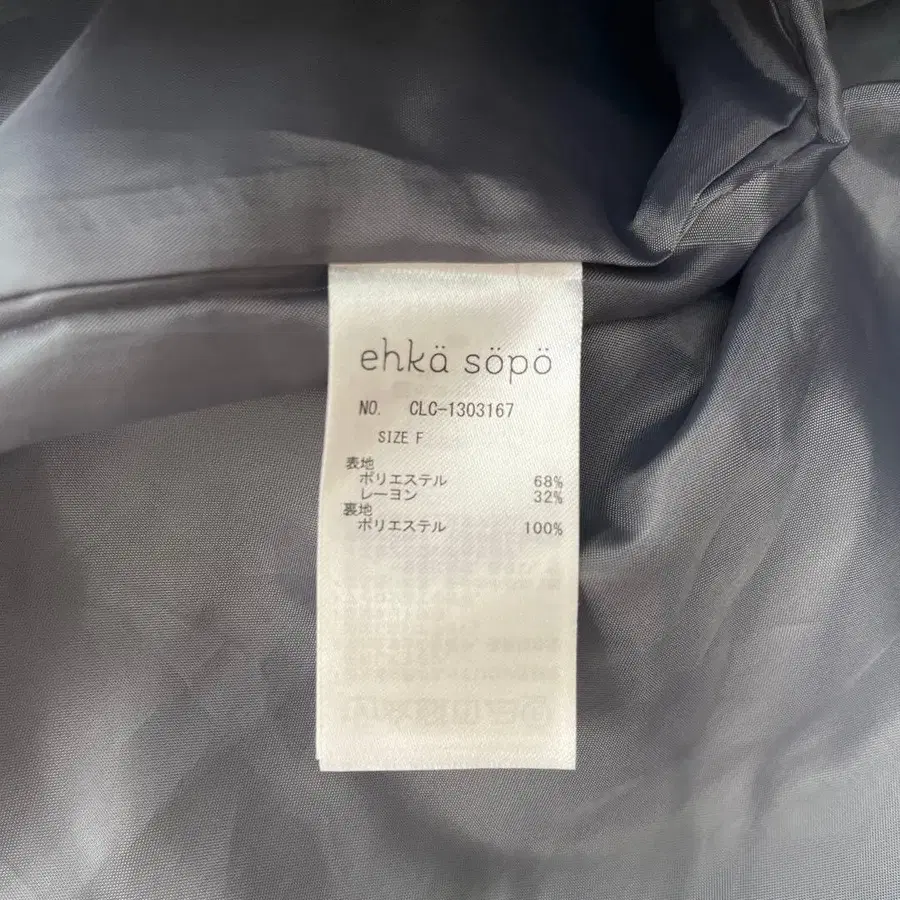 ehkä söpö
NO. CLC-1303167
SIZE F
表地
ポリエステル 68%
レーヨン 32%
裏地
ポリエステル 100%